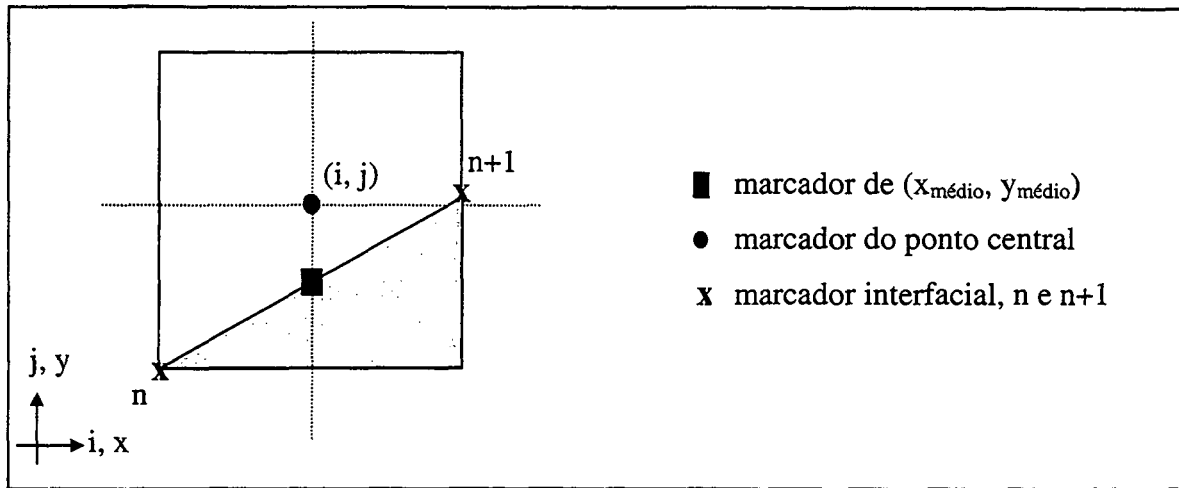 n+1
(i, j)
marcador de (xmédio, ymédio)
marcador do ponto central
x marcador interfacial, n e n+1
j, y
x
n
i, x
x